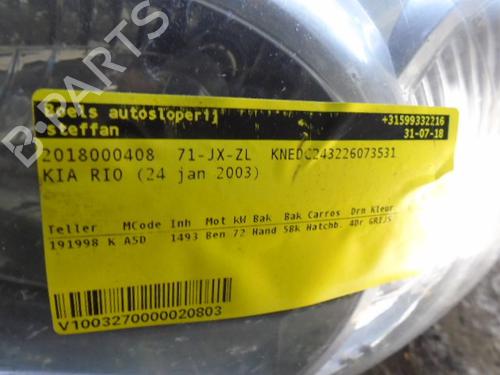 Boels autosloperij
steffan
+31599332216
31-07-18
2018000408 71-JX-ZL KNEDC243226073531
KIA RIO (24 jan 2003)
Teller MCode Inh Mot kW Bak Bak Carros Drn Kleur
191998 K A5D 1493 Ben 72 Hand 5Bk Hatchb. 4Dr GRIJS
V1003270000020803